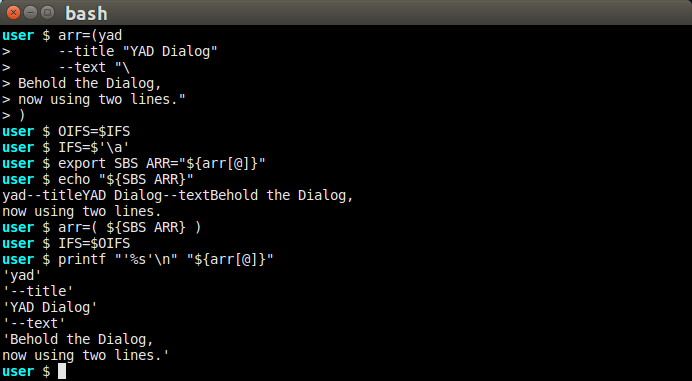 bash
user $ arr=(yad
>      --title "YAD Dialog"
>      --text "\
> Behold the Dialog,
> now using two lines."
> )
user $ OIFS=$IFS
user $ IFS=$'\a'
user $ export SBS ARR="${arr[@]}"
user $ echo "${SBS ARR}"
yad--titleYAD Dialog--textBehold the Dialog,
now using two lines.
user $ arr=( ${SBS ARR} )
user $ IFS=$OIFS
user $ printf "'%s'\n" "${arr[@]}"
'yad'
'--title'
'YAD Dialog'
'--text'
'Behold the Dialog,
now using two lines.'
user $